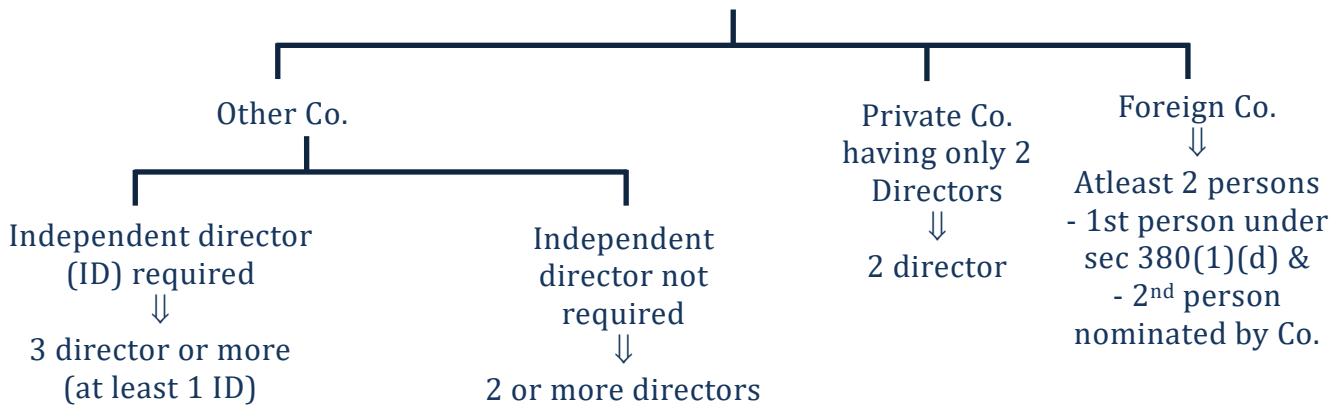 Other Co.
Independent director
(ID) required
⇓
3 director or more
(at least 1 ID)
Independent
director not
required
⇓
2 or more directors
Private Co.
having only 2
Directors
⇓
2 director
Foreign Co.
⇓
Atleast 2 persons
- 1st person under
sec 380(1)(d) &
- 2nd person
nominated by Co.